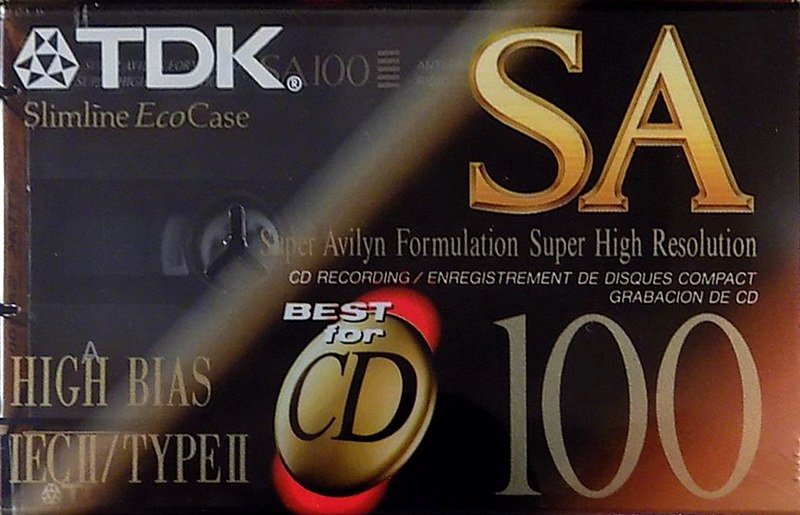 TDK®
SA 100
Slimline EcoCase
SA
Super Avilyn Formulation Super High Resolution
CD RECORDING / ENREGISTREMENT DE DISQUES COMPACT
GRABACION DE CD
BEST
for
CD
100
A
HIGH BIAS
IEC II / TYPE II